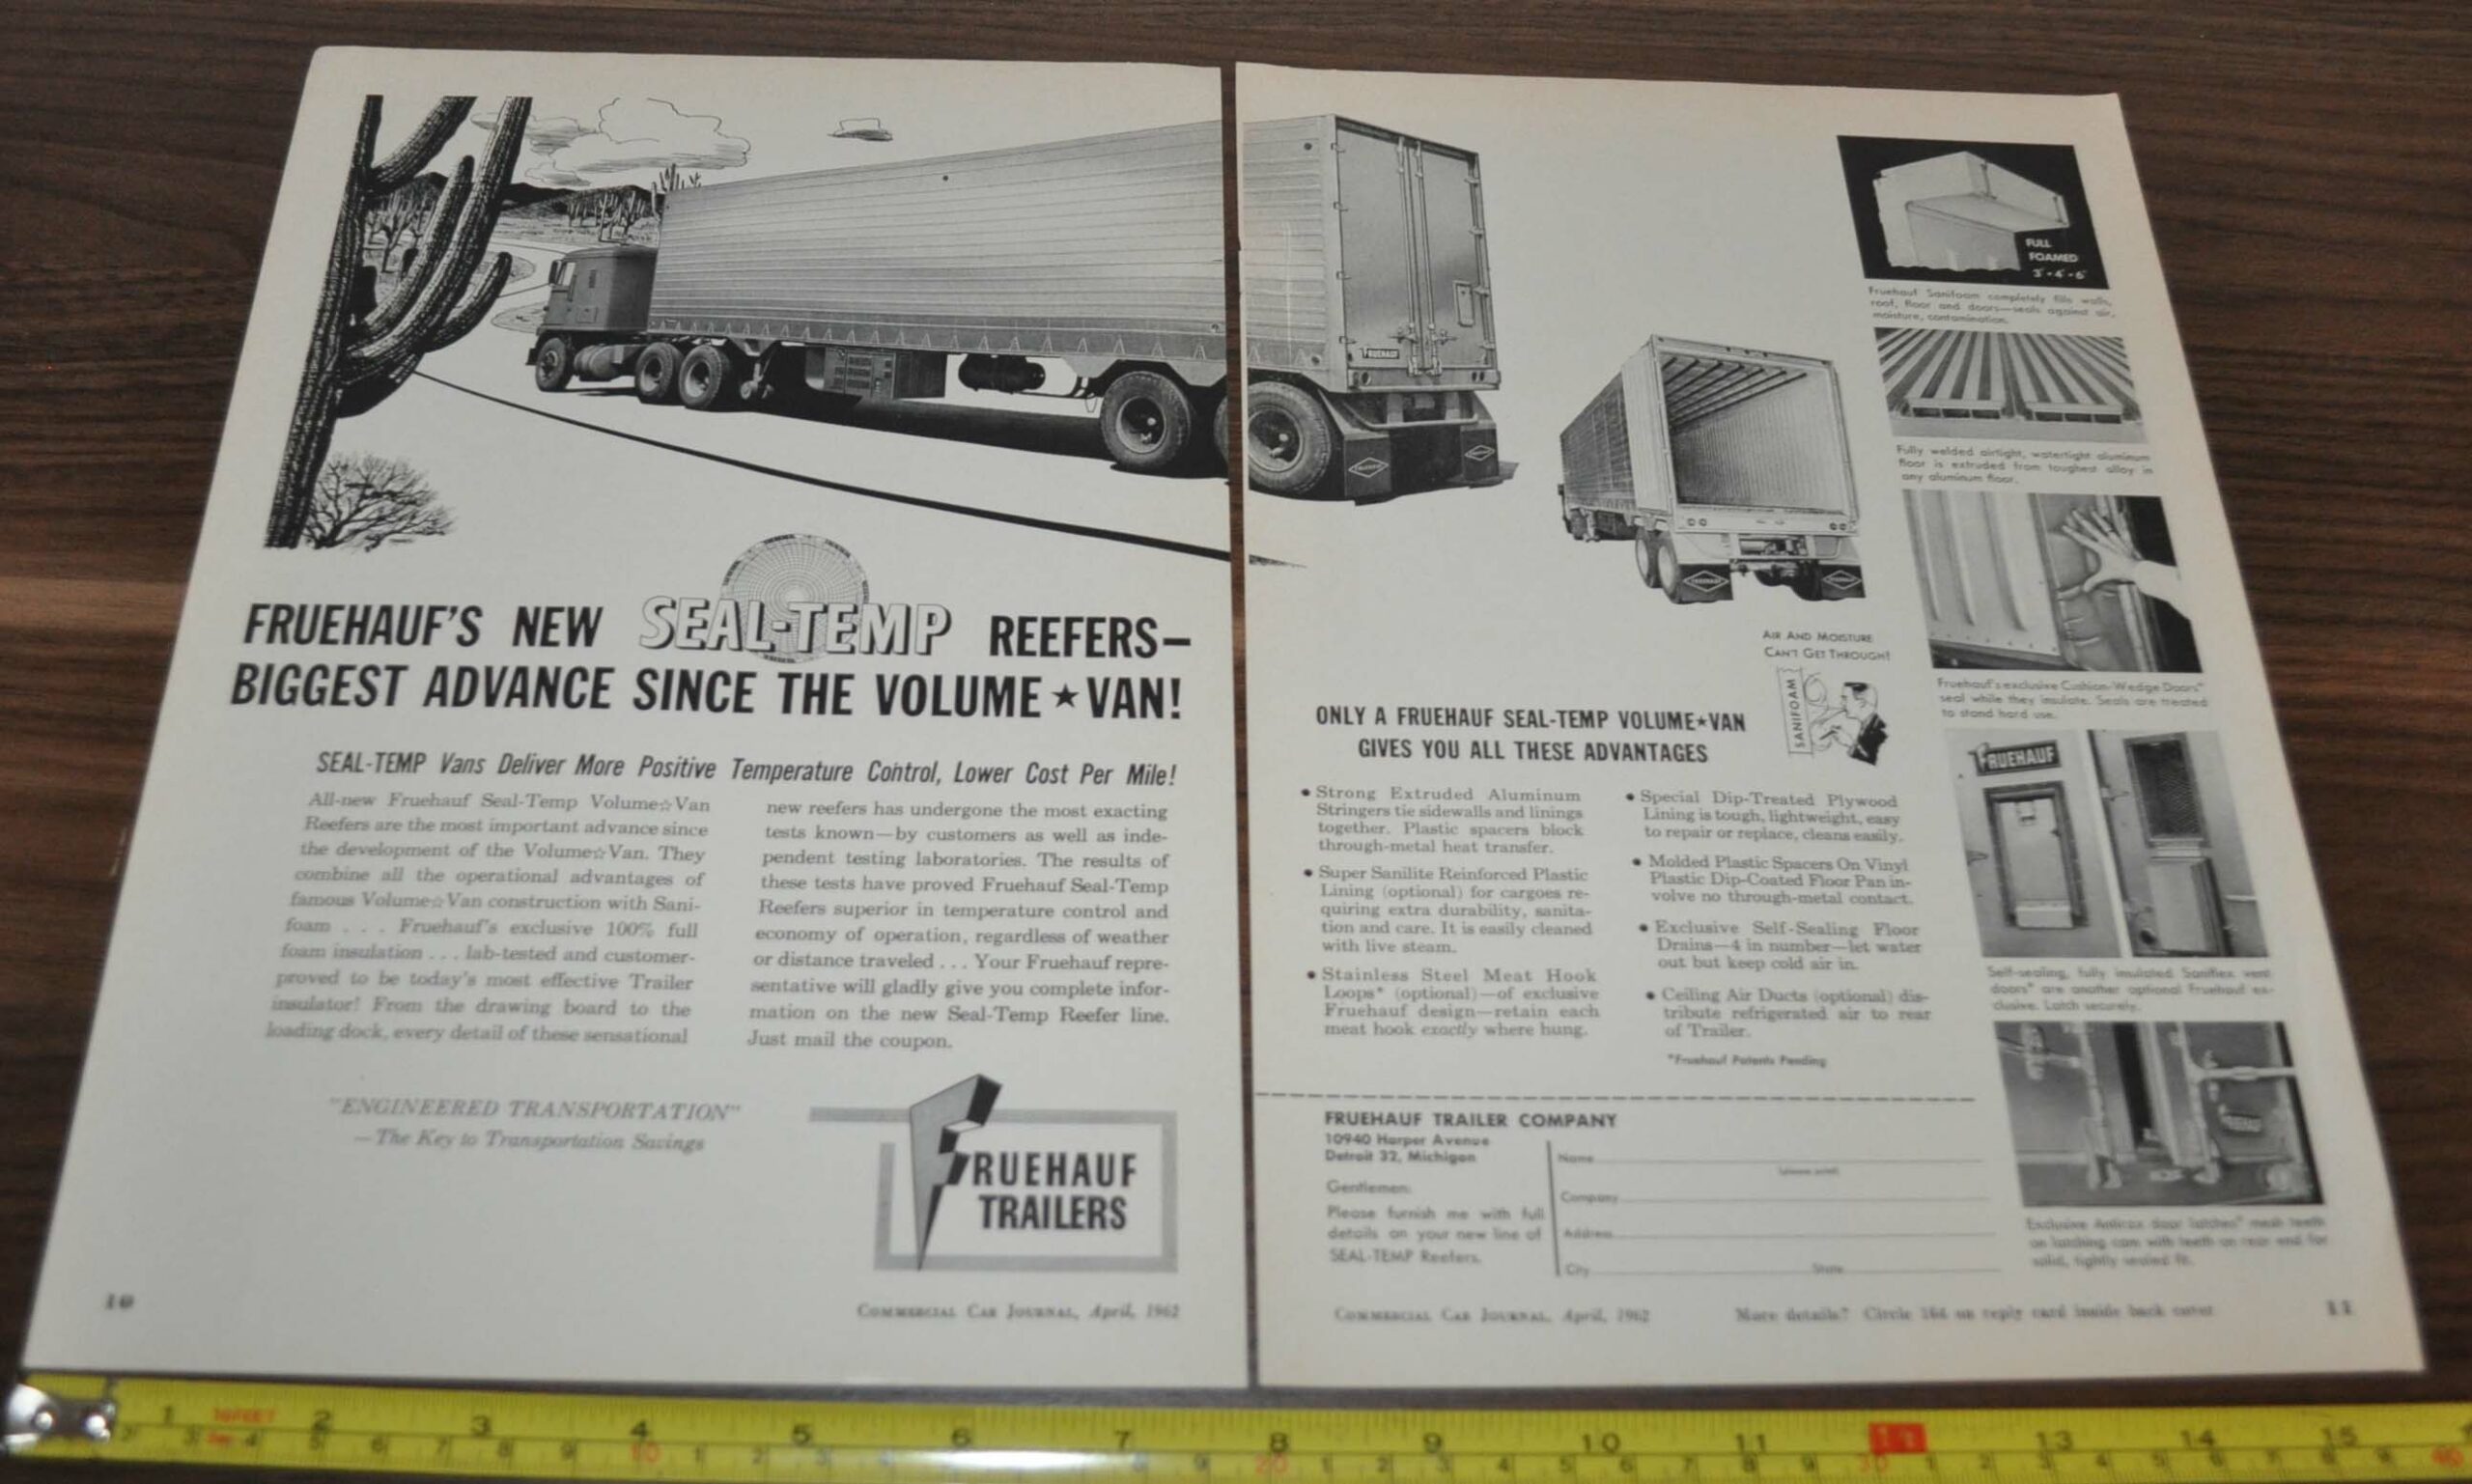 FRUEHAUF'S NEW SEAL-TEMP REEFERS–
BIGGEST ADVANCE SINCE THE VOLUME★VAN!
SEAL-TEMP Vans Deliver More Positive Temperature Control, Lower Cost Per Mile!
All-new Fruehauf Seal-Temp Volume☆Van
Reefers are the most important advance since
the development of the Volume☆Van. They
combine all the operational advantages of
famous Volume☆Van construction with Sani-
foam . . . Fruehauf's exclusive 100% full
foam insulation . . . lab-tested and customer-
proved to be today's most effective Trailer
insulator! From the drawing board to the
loading dock, every detail of these sensational
new reefers has undergone the most exacting
tests known—by customers as well as inde-
pendent testing laboratories. The results of
these tests have proved Fruehauf Seal-Temp
Reefers superior in temperature control and
economy of operation, regardless of weather
or distance traveled . . . Your Fruehauf repre-
sentative will gladly give you complete infor-
mation on the new Seal-Temp Reefer line.
Just mail the coupon.
"ENGINEERED TRANSPORTATION"
—The Key to Transportation Savings
FRUEHAUF
TRAILERS
10
COMMERCIAL CAR JOURNAL, April, 1962
FRUEHAUF
FULL
FOAMED
3"-4"-6"
Fruehauf Sanifoam completely fills walls,
roof, floor and doors—seals against air,
moisture, contamination.
Fully welded airtight, watertight aluminum
floor is extruded from toughest alloy in
any aluminum floor.
Fruehauf's exclusive Cushion-Wedge Doors*
seal while they insulate. Seals are treated
to stand hard use.
FRUEHAUF
Self-sealing, fully insulated Saniflex vent
doors* are another optional Fruehauf ex-
clusive. Latch securely.
FRUEHAUF
Exclusive door latches* mesh teeth
on latching cam with teeth on rear end for
solid, tightly sealed fit.
AIR AND MOISTURE
CAN'T GET THROUGH!
SANIFOAM
ONLY A FRUEHAUF SEAL-TEMP VOLUME★VAN
GIVES YOU ALL THESE ADVANTAGES
• Strong Extruded Aluminum
Stringers tie sidewalls and linings
together. Plastic spacers block
through-metal heat transfer.
• Super Sanilite Reinforced Plastic
Lining (optional) for cargoes re-
quiring extra durability, sanita-
tion and care. It is easily cleaned
with live steam.
• Stainless Steel Meat Hook
Loops* (optional)—of exclusive
Fruehauf design—retain each
meat hook exactly where hung.
• Special Dip-Treated Plywood
Lining is tough, lightweight, easy
to repair or replace, cleans easily.
• Molded Plastic Spacers On Vinyl
Plastic Dip-Coated Floor Pan in-
volve no through-metal contact.
• Exclusive Self-Sealing Floor
Drains—4 in number—let water
out but keep cold air in.
• Ceiling Air Ducts (optional) dis-
tribute refrigerated air to rear
of Trailer.
*Fruehauf Patents Pending
FRUEHAUF TRAILER COMPANY
10940 Harper Avenue
Detroit 32, Michigan
Gentlemen:
Please furnish me with full
details on your new line of
SEAL-TEMP Reefers.
Name
(please print)
Company
Address
City State
COMMERCIAL CAR JOURNAL, April, 1962
More details? Circle 164 on reply card inside back cover
11
1 2 3 4 5 6 7 8 9 10 11 13 14 15